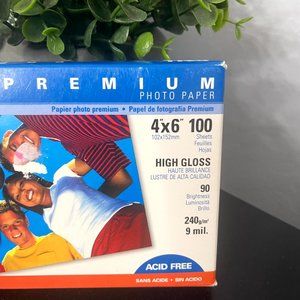 PREMIUM
PHOTO PAPER
Papier photo premium • Papel de fotografía Premium
4"x6" 100
102x152mm
Sheets
Feuilles
Hojas
HIGH GLOSS
HAUTE BRILLANCE
LUSTRE DE ALTA CALIDAD
90
Brightness
Luminosité
Brillo
240g/m²
9 mil.
ACID FREE
SANS ACIDE • SIN ÁCIDO